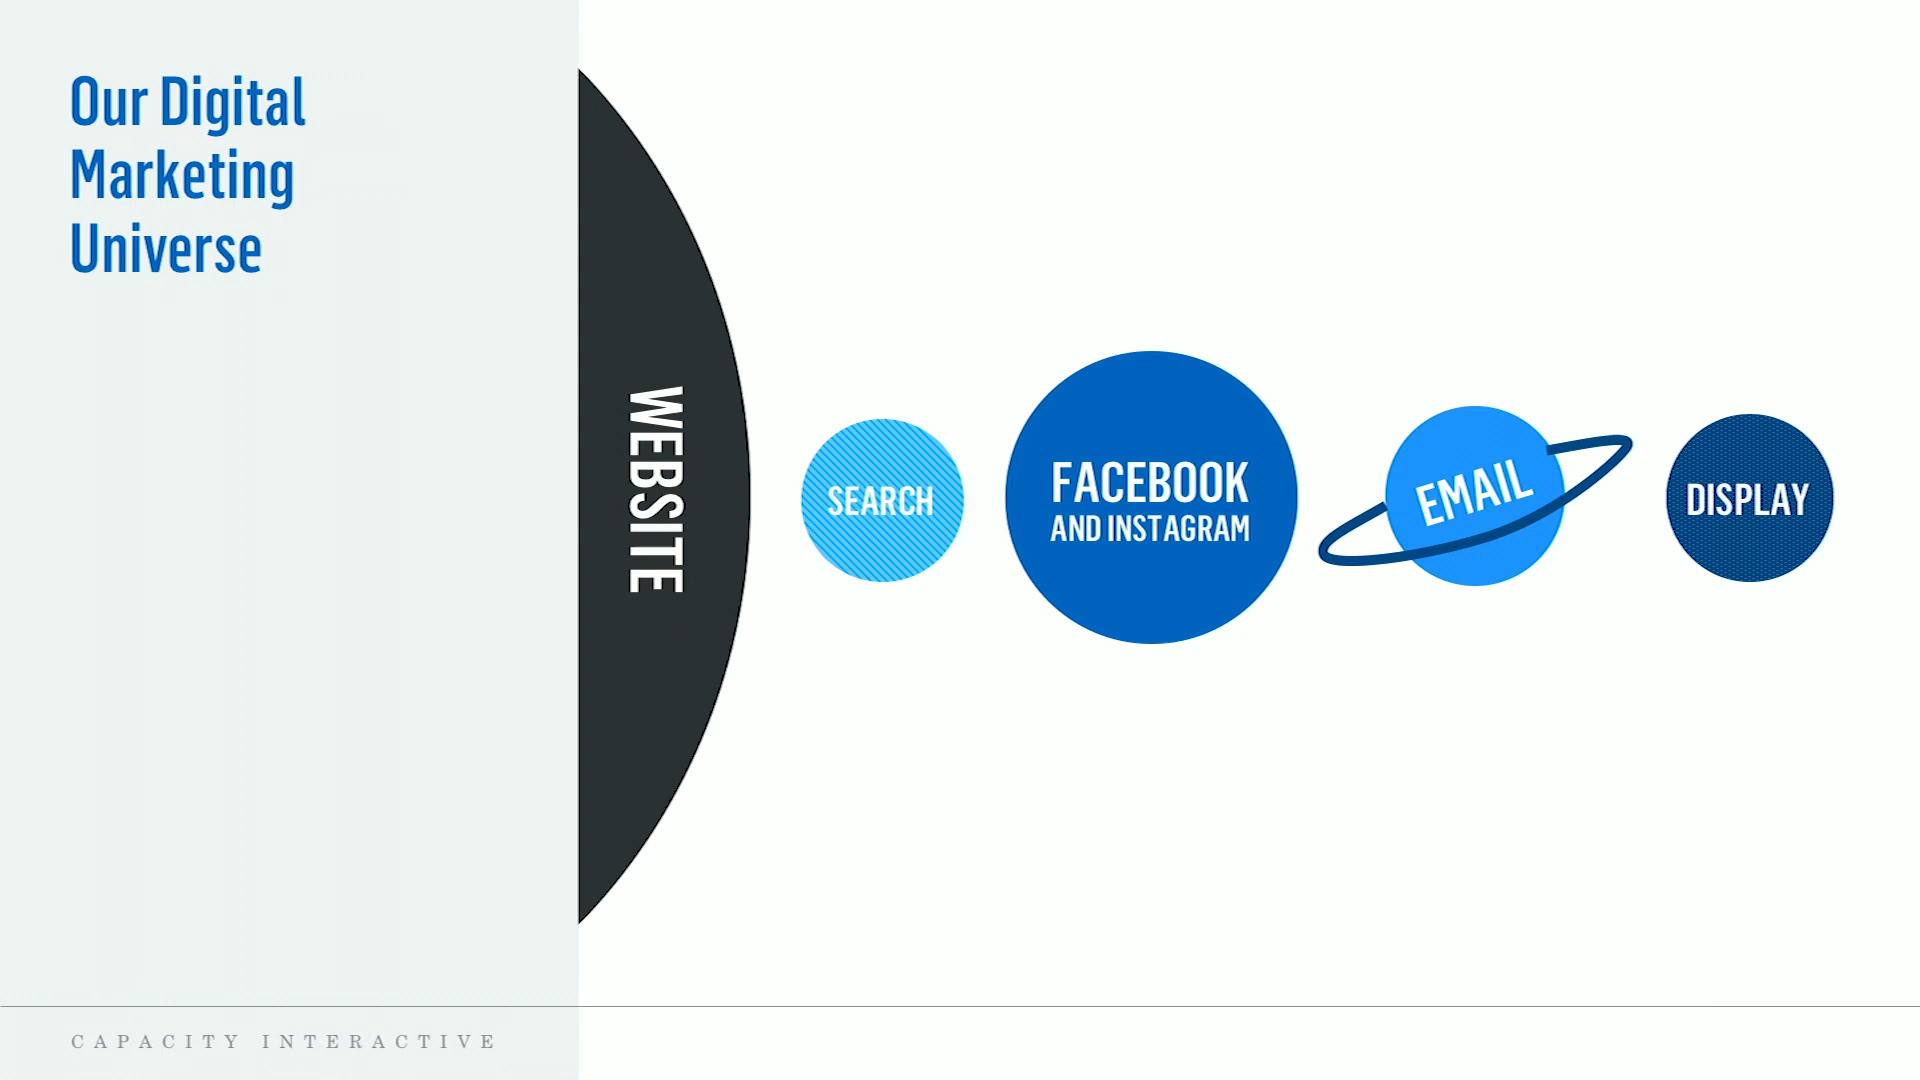 Our Digital
Marketing
Universe
WEBSITE
SEARCH
FACEBOOK
AND INSTAGRAM
EMAIL
DISPLAY
CAPACITY INTERACTIVE